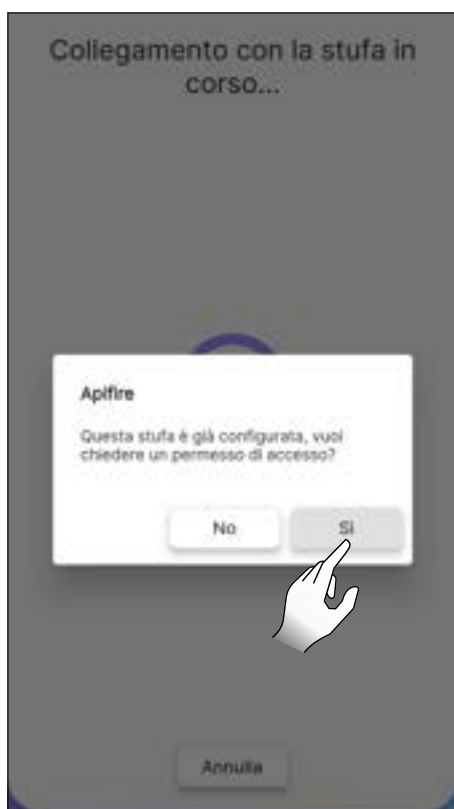 Collegamento con la stufa in
corso...
Apifire
Questa stufa è già configurata, vuoi
chiedere un permesso di accesso?
No
Sì
Annulla